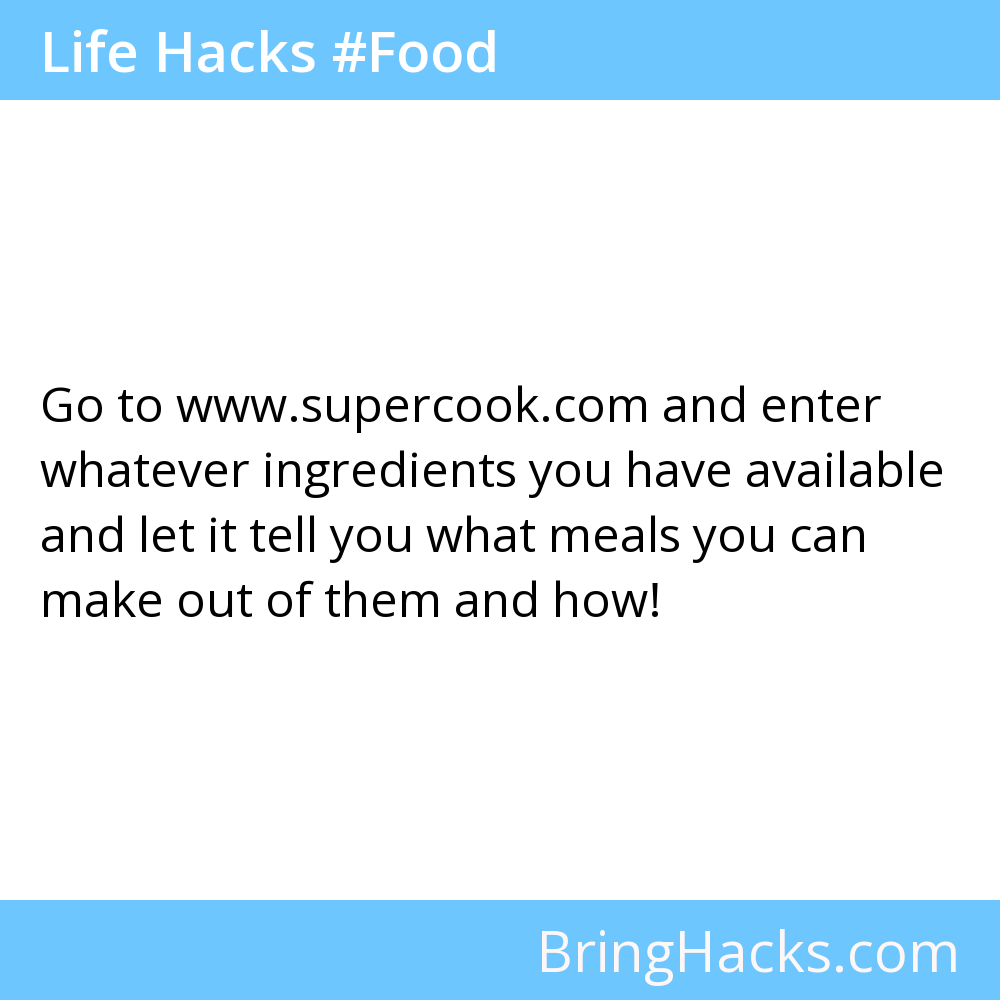 Life Hacks #Food
Go to www.supercook.com and enter
whatever ingredients you have available
and let it tell you what meals you can
make out of them and how!
BringHacks.com